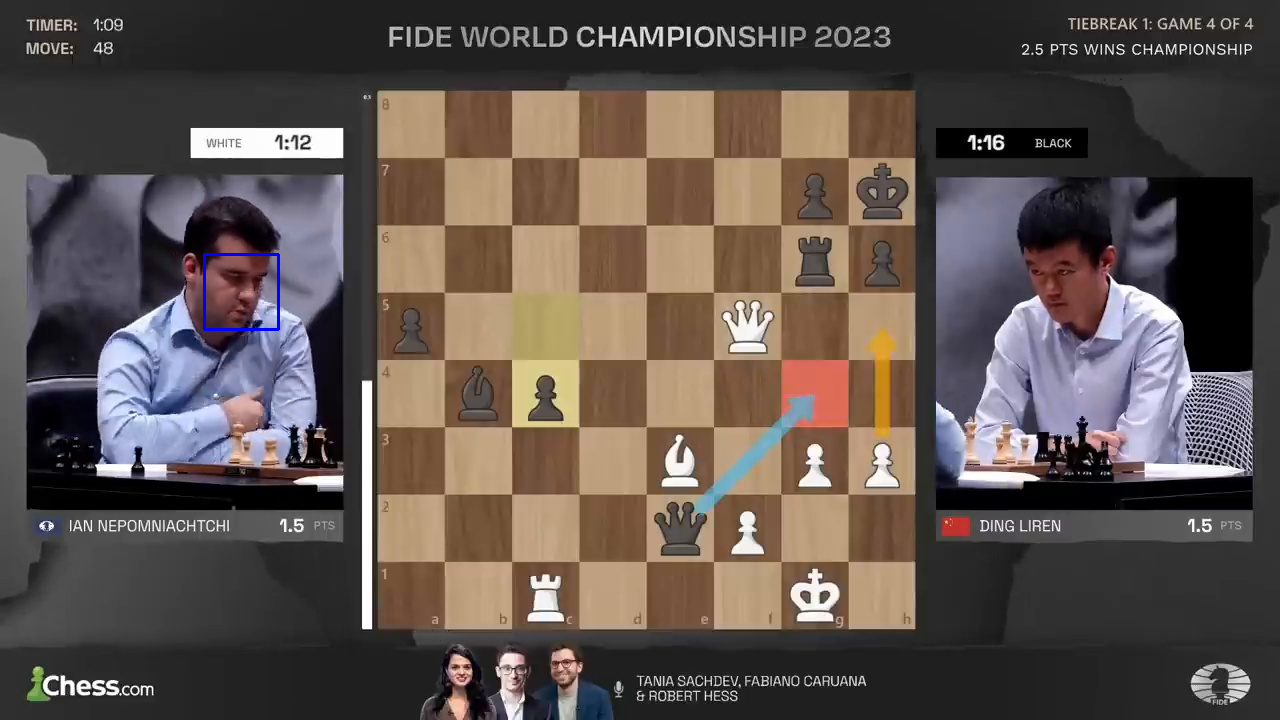 TIMER: 1:09
MOVE: 48
FIDE WORLD CHAMPIONSHIP 2023
TIEBREAK 1: GAME 4 OF 4
2.5 PTS WINS CHAMPIONSHIP
WHITE 1:12
1:16 BLACK
8
7
6
5
4
3
2
1
a b c d e f g h
IAN NEPOMNIACHTCHI 1.5 PTS
DING LIREN 1.5 PTS
Chess.com
TANIA SACHDEV, FABIANO CARUANA
& ROBERT HESS
FIDE